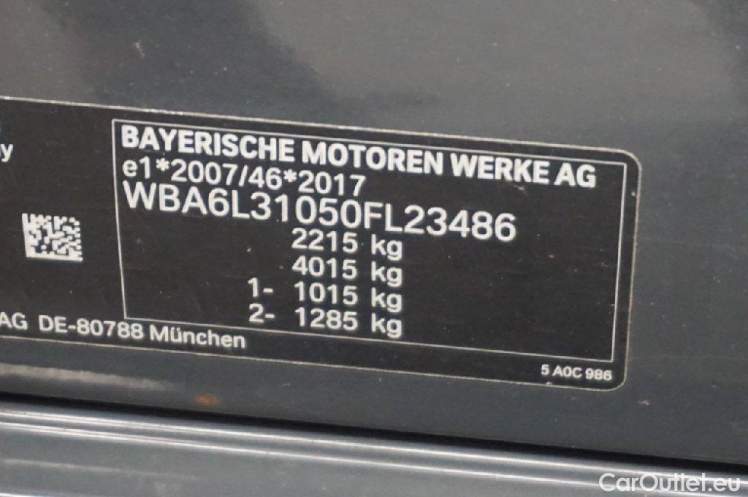 BAYERISCHE MOTOREN WERKE AG
e1*2007/46*2017
WBA6L31050FL23486
2215 kg
4015 kg
1- 1015 kg
2- 1285 kg
AG DE-80788 München
5 A0C 986
CarOutlet.eu